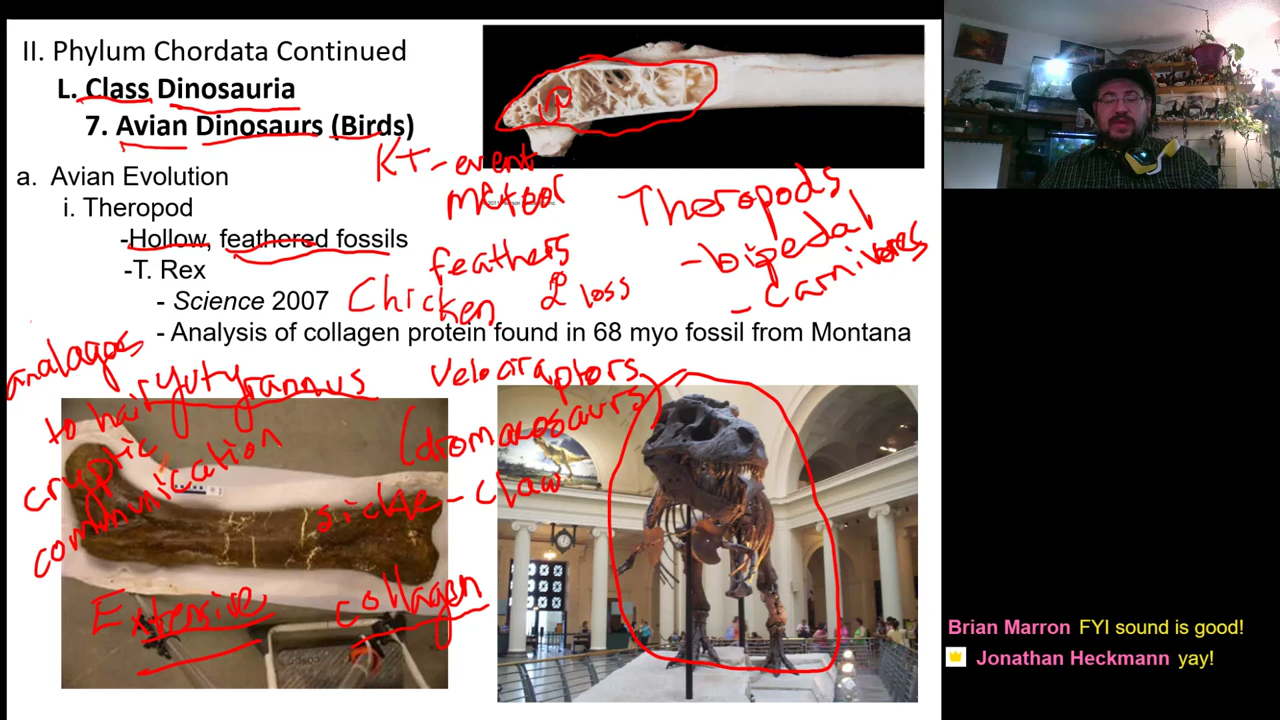 II. Phylum Chordata Continued
L. Class Dinosauria
7. Avian Dinosaurs (Birds)
a. Avian Evolution
i. Theropod
-Hollow, feathered fossils
-T. Rex
- Science 2007
- Analysis of collagen protein found in 68 myo fossil from Montana
KT-event
meteor
Theropods
-bipedal
- carnivores
feathers
Chicken
loss
analagous
to hair
yutyrannus
cryptic
communication
velociraptors
(dromaeosaurs)
sickle-claw
Extensive
collagen
Brian Marron FYI sound is good!
Jonathan Heckmann yay!